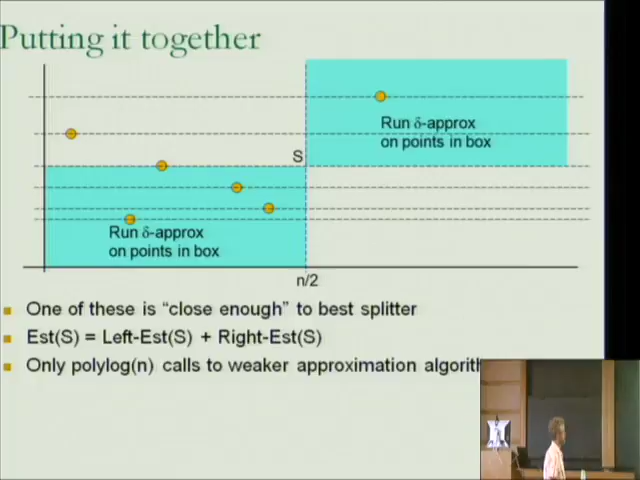 Putting it together
Run δ-approx
on points in box
S
Run δ-approx
on points in box
n/2
One of these is "close enough" to best splitter
Est(S) = Left-Est(S) + Right-Est(S)
Only polylog(n) calls to weaker approximation